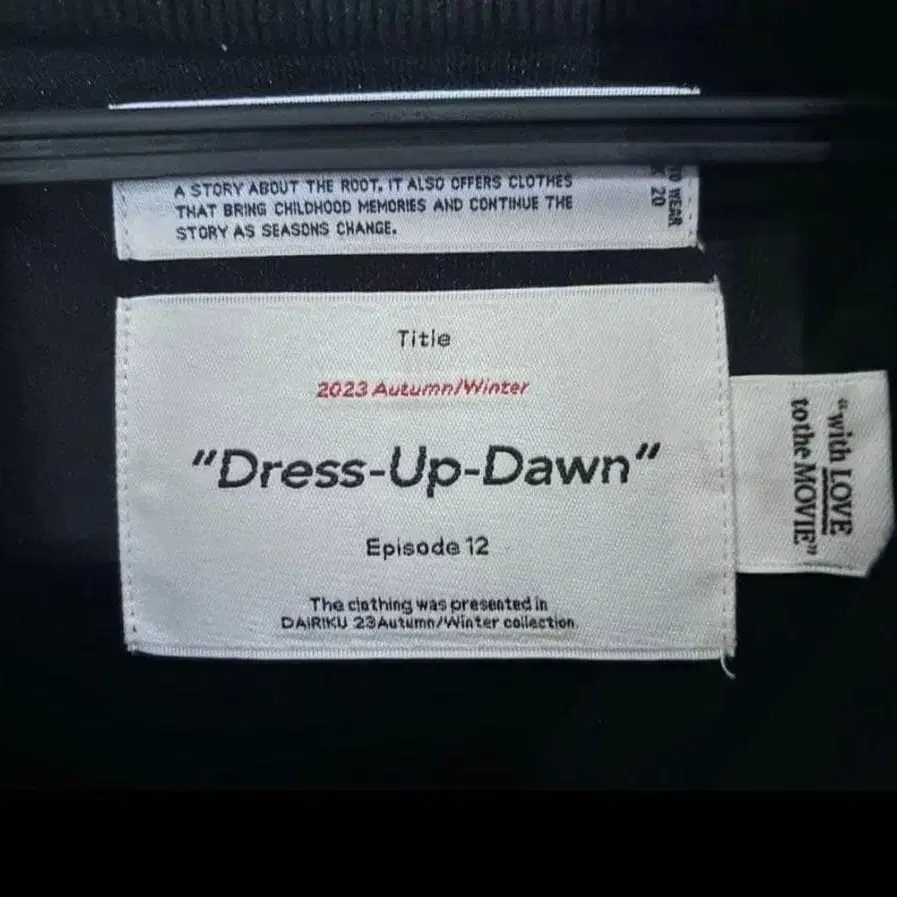 A STORY ABOUT THE ROOT. IT ALSO OFFERS CLOTHES
THAT BRING CHILDHOOD MEMORIES AND CONTINUE THE
STORY AS SEASONS CHANGE.
WEAR
20
Title
2023 Autumn/Winter
"Dress-Up-Dawn"
Episode 12
The clothing was presented in
DAIRIKU 23Autumn/Winter collection.
"with LOVE
to the MOVIE"